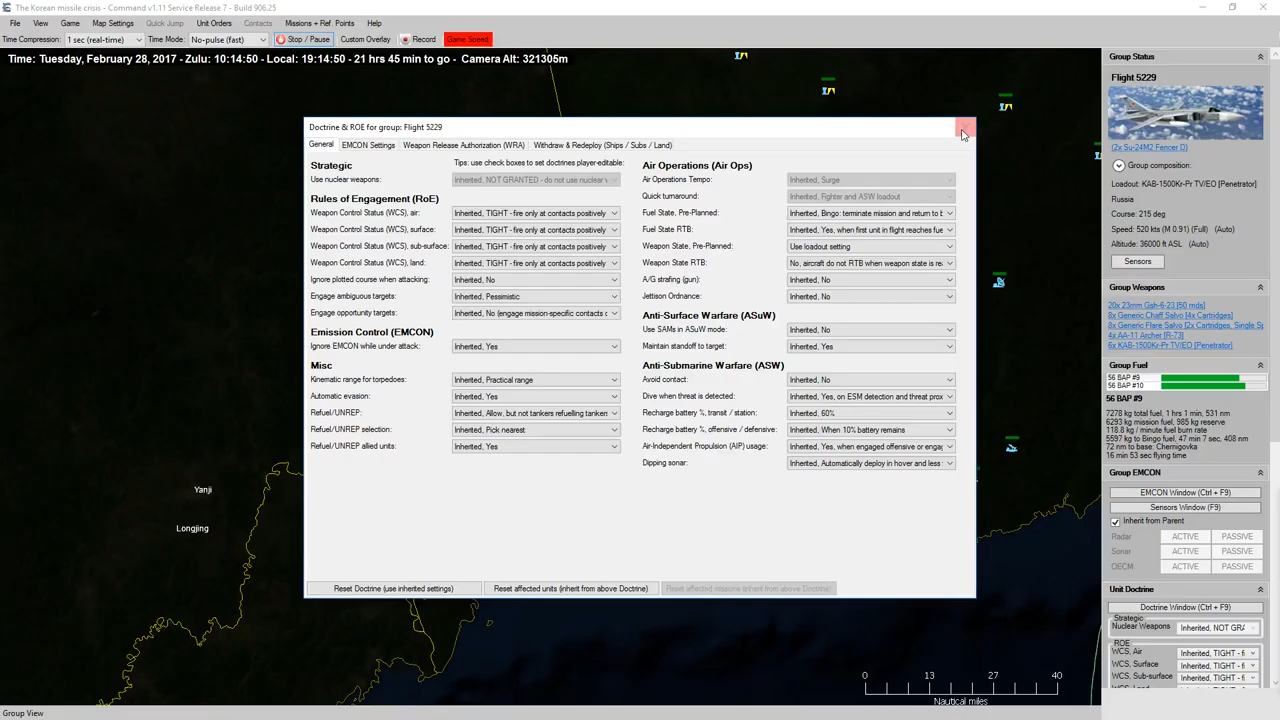 The Korean missile crisis - Command v1.11 Service Release 7 - Build 906.25
File View Game Map Settings Quick Jump Unit Orders Contacts Missions + Ref. Points Help
Time Compression: 1 sec (real-time) Time Mode: No-pulse (fast) Stop / Pause Custom Overlay Record Game Speed
Time: Tuesday, February 28, 2017 - Zulu: 10:14:50 - Local: 19:14:50 - 21 hrs 45 min to go - Camera Alt: 321305m
Doctrine & ROE for group: Flight 5229
General EMCON Settings Weapon Release Authorization (WRA) Withdraw & Redeploy (Ships / Subs / Land)
Strategic
Tips: use check boxes to set doctrines player-editable:
Use nuclear weapons: Inherited, NOT GRANTED - do not use nuclear
Rules of Engagement (RoE)
Weapon Control Status (WCS), air: Inherited, TIGHT - fire only at contacts positively
Weapon Control Status (WCS), surface: Inherited, TIGHT - fire only at contacts positively
Weapon Control Status (WCS), sub-surface: Inherited, TIGHT - fire only at contacts positively
Weapon Control Status (WCS), land: Inherited, TIGHT - fire only at contacts positively
Ignore plotted course when attacking: Inherited, No
Engage ambiguous targets: Inherited, Pessimistic
Engage opportunity targets: Inherited, No (engage mission-specific contacts
Emission Control (EMCON)
Ignore EMCON while under attack: Inherited, Yes
Misc
Kinematic range for torpedoes: Inherited, Practical range
Automatic evasion: Inherited, Yes
Refuel/UNREP: Inherited, Allow, but not tankers refuelling tankers
Refuel/UNREP selection: Inherited, Pick nearest
Refuel/UNREP allied units: Inherited, Yes
Air Operations (Air Ops)
Air Operations Tempo: Inherited, Surge
Quick turnaround: Inherited, Fighter and ASW loadout
Fuel State, Pre-Planned: Inherited, Bingo: terminate mission and return to b
Fuel State RTB: Inherited, Yes, when first unit in flight reaches fue
Weapon State, Pre-Planned: Use loadout setting
Weapon State RTB: No, aircraft do not RTB when weapon state is re
A/G strafing (gun): Inherited, No
Jettison Ordnance: Inherited, No
Anti-Surface Warfare (ASuW)
Use SAMs in ASuW mode: Inherited, No
Maintain standoff to target: Inherited, Yes
Anti-Submarine Warfare (ASW)
Avoid contact: Inherited, No
Dive when threat is detected: Inherited, Yes, on ESM detection and threat prox
Recharge battery %, transit / station: Inherited, 60%
Recharge battery %, offensive / defensive: Inherited, When 10% battery remains
Air-Independent Propulsion (AIP) usage: Inherited, Yes, when engaged offensive or engag
Dipping sonar: Inherited, Automatically deploy in hover and less
Reset Doctrine (use inherited settings) Reset affected units (inherit from above Doctrine) Reset affected missions (inherit from above Doctrine)
Yanji
Longjing
0 13 27 40
Nautical miles
Group View
Group Status
Flight 5229
(2x Su-24M2 Fencer D)
Group composition:
Loadout: KAB-1500Kr-Pr TV/EO [Penetrator]
Russia
Course: 215 deg
Speed: 520 kts (M 0.91) (Full) (Auto)
Altitude: 36000 ft ASL (Auto)
Sensors
Group Weapons
20x 23mm Gsh-6-23 [50 rnds]
8x Generic Chaff Salvo [4x Cartridges]
8x Generic Flare Salvo [2x Cartridges, Single Sp
4x AA-11 Archer [R-73]
6x KAB-1500Kr-Pr TV/EO [Penetrator]
Group Fuel
56 BAP #9
56 BAP #10
56 BAP #9
7278 kg total fuel, 1 hrs 1 min, 531 nm
6293 kg mission fuel, 985 kg reserve
118.8 kg / minute fuel burn rate
5597 kg to Bingo fuel, 47 min 7 sec, 408 nm
72 nm to base: Chernigovka
16 min 53 sec flying time
Group EMCON
EMCON Window (Ctrl + F9)
Sensors Window (F9)
Inherit from Parent
Radar ACTIVE PASSIVE
Sonar ACTIVE PASSIVE
OECM ACTIVE PASSIVE
Unit Doctrine
Doctrine Window (Ctrl + F9)
Strategic
Nuclear Weapons Inherited, NOT GRA
ROE
WCS, Air Inherited, TIGHT - fi
WCS, Surface Inherited, TIGHT - fi
WCS, Sub-surface Inherited, TIGHT - fi